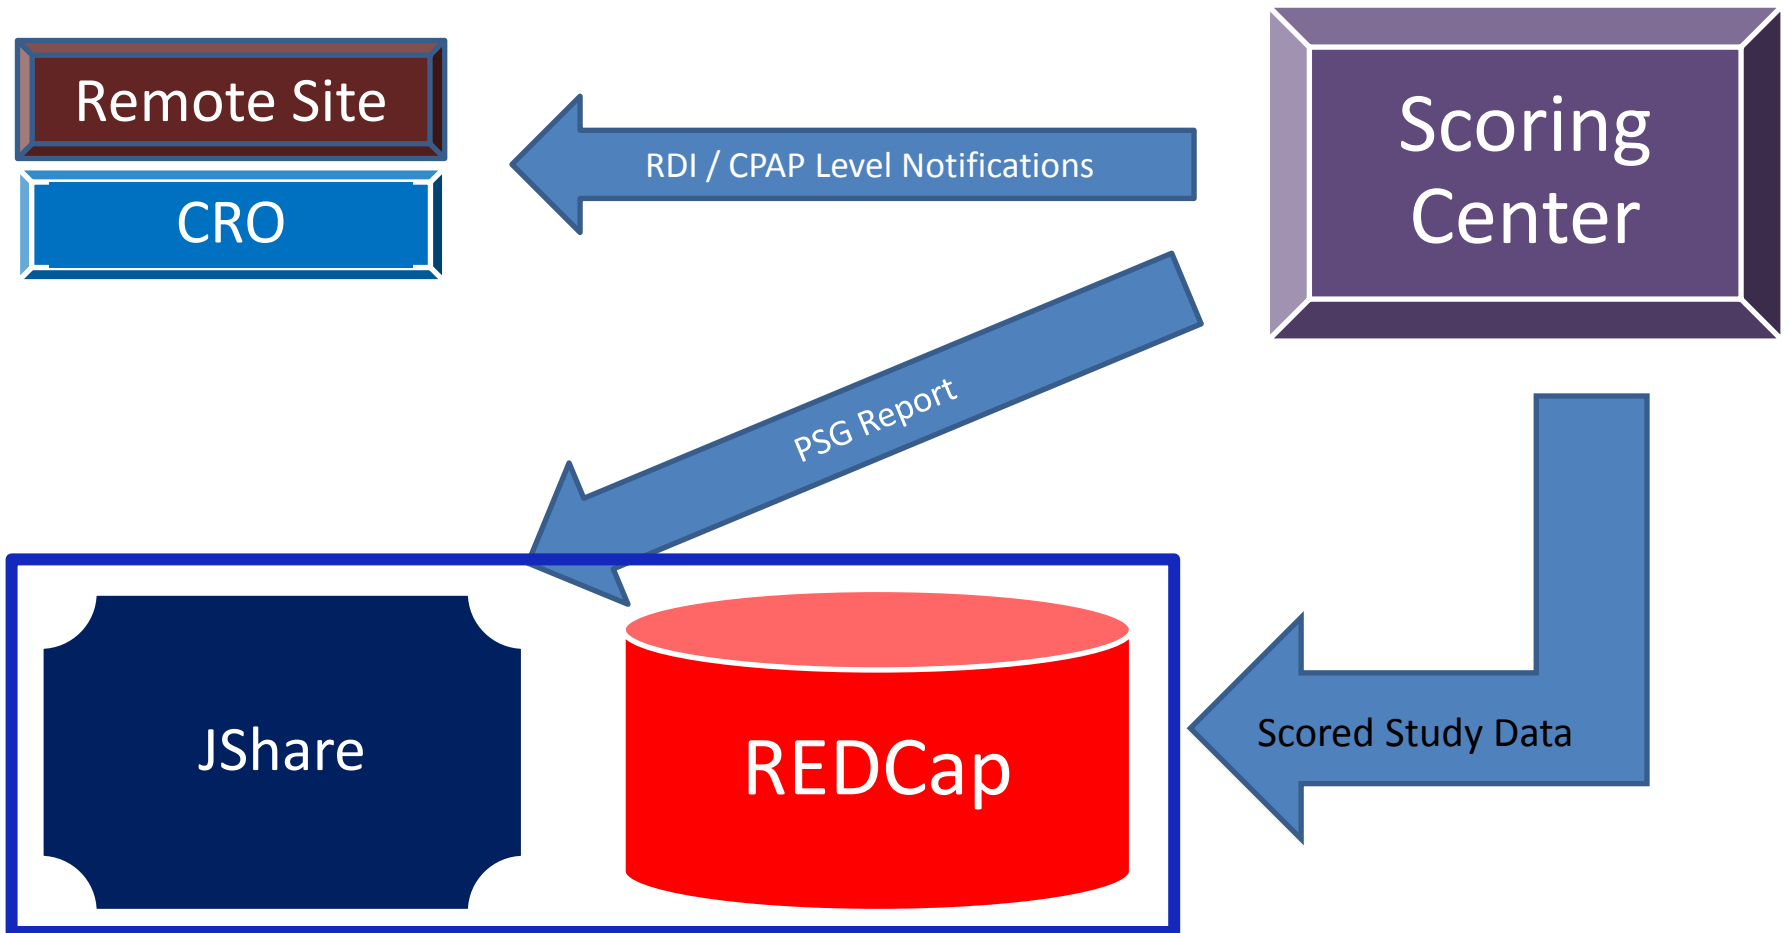 Remote Site
CRO
RDI / CPAP Level Notifications
Scoring
Center
PSG Report
JShare
REDCap
Scored Study Data